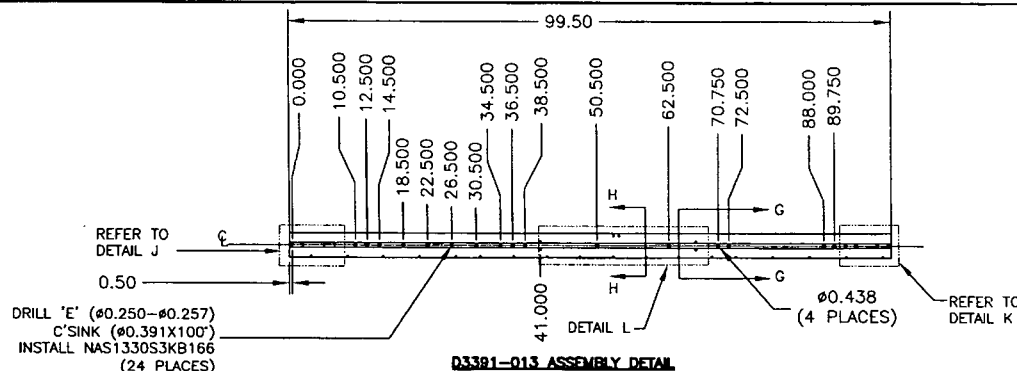 99.50
0.000
10.500
12.500
14.500
18.500
22.500
26.500
30.500
34.500
36.500
38.500
50.500
62.500
70.750
72.500
88.000
89.750
H
G
REFER TO
DETAIL J
℄
0.50
H
G
41.000
DETAIL L
ø0.438
(4 PLACES)
REFER TO
DETAIL K
DRILL 'E' (ø0.250-ø0.257)
C'SINK (ø0.391X100°)
INSTALL NAS1330S3KB166
(24 PLACES)
D3391-013 ASSEMBLY DETAIL